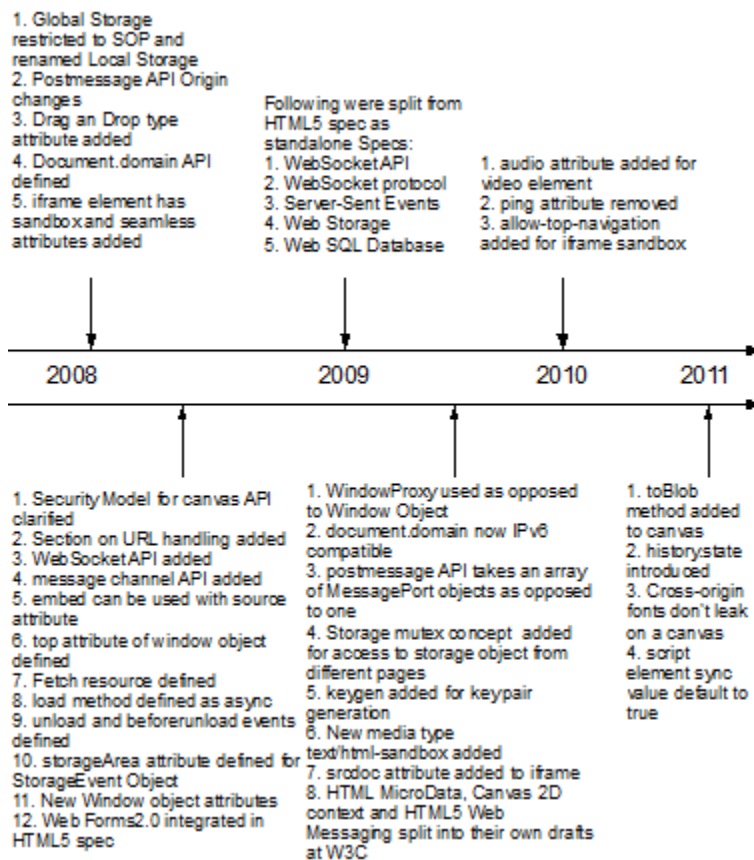 1. Global Storage
restricted to SOP and
renamed Local Storage
2. Postmessage API Origin
changes
3. Drag an Drop type
attribute added
4. Document.domain API
defined
5. iframe element has
sandbox and seamless
attributes added
Following were split from
HTML5 spec as
standalone Specs:
1. WebSocket API
2. WebSocket protocol
3. Server-Sent Events
4. Web Storage
5. Web SQL Database
1. audio attribute added for
video element
2. ping attribute removed
3. allow-top-navigation
added for iframe sandbox
2008
2009
2010
2011
1. Security Model for canvas API
clarified
2. Section on URL handling added
3. WebSocket API added
4. message channel API added
5. embed can be used with source
attribute
6. top attribute of window object
defined
7. Fetch resource defined
8. load method defined as async
9. unload and beforerunload events
defined
10. storageArea attribute defined for
StorageEvent Object
11. New Window object attributes
12. Web Forms2.0 integrated in
HTML5 spec
1. WindowProxy used as opposed
to Window Object
2. document.domain now IPv6
compatible
3. postmessage API takes an array
of MessagePort objects as opposed
to one
4. Storage mutex concept added
for access to storage object from
different pages
5. keygen added for keypair
generation
6. New media type
text/html-sandbox added
7. srcdoc attribute added to iframe
8. HTML MicroData, Canvas 2D
context and HTML5 Web
Messaging split into their own drafts
at W3C
1. toBlob
method added
to canvas
2. history.state
introduced
3. Cross-origin
fonts don't leak
on a canvas
4. script
element sync
value default to
true